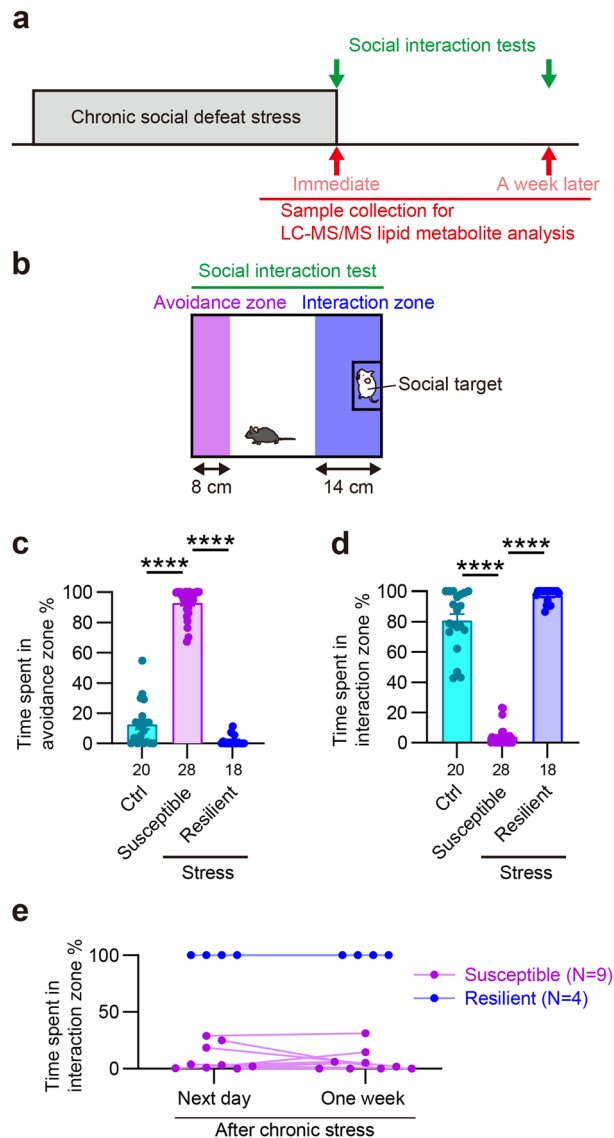 a
Social interaction tests
Chronic social defeat stress
Immediate
A week later
Sample collection for
LC-MS/MS lipid metabolite analysis
b
Social interaction test
Avoidance zone
Interaction zone
Social target
8 cm
14 cm
c
Time spent in
avoidance zone %
100
80
60
40
20
0
****
****
20
28
18
Ctrl
Susceptible
Resilient
Stress
d
Time spent in
interaction zone %
100
80
60
40
20
0
****
****
20
28
18
Ctrl
Susceptible
Resilient
Stress
e
Time spent in
interaction zone %
100
50
0
Susceptible (N=9)
Resilient (N=4)
Next day
One week
After chronic stress